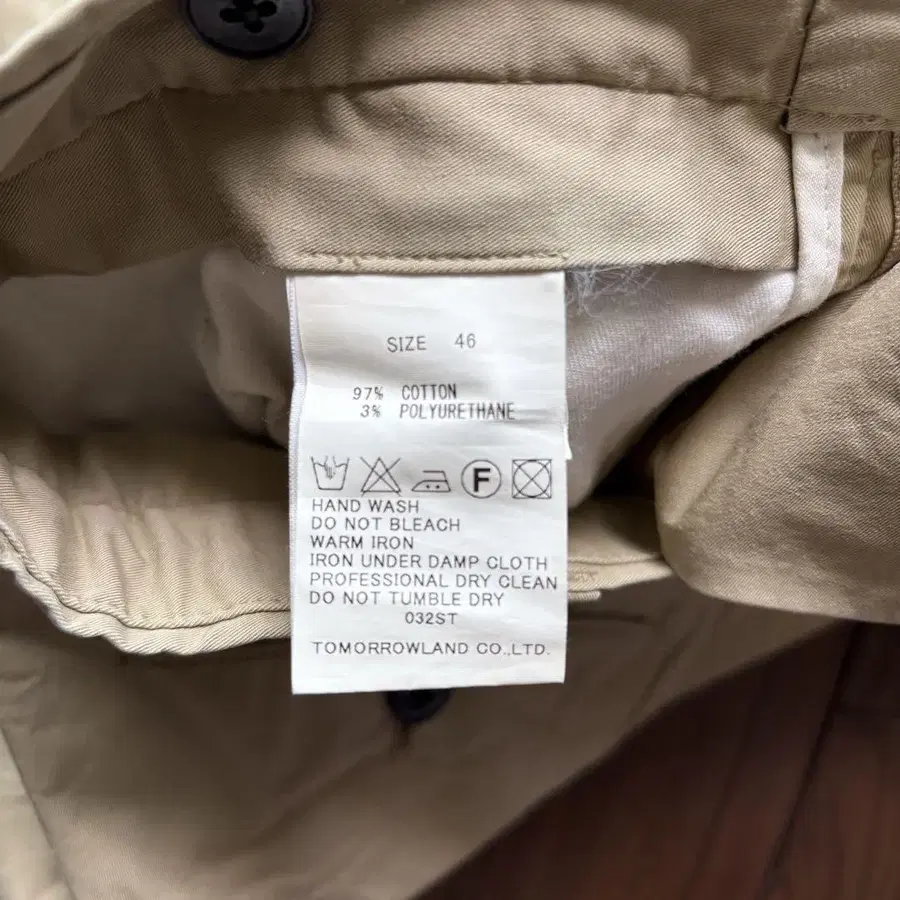 SIZE 46
97% COTTON
3% POLYURETHANE
F
HAND WASH
DO NOT BLEACH
WARM IRON
IRON UNDER DAMP CLOTH
PROFESSIONAL DRY CLEAN
DO NOT TUMBLE DRY
032ST
TOMORROWLAND CO.,LTD.